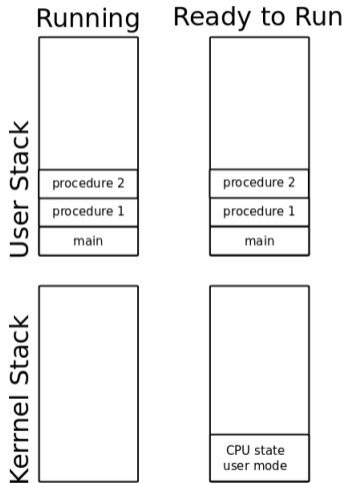 Running
Ready to Run
User Stack
procedure 2
procedure 1
main
procedure 2
procedure 1
main
Kerrnel Stack
CPU state
user mode